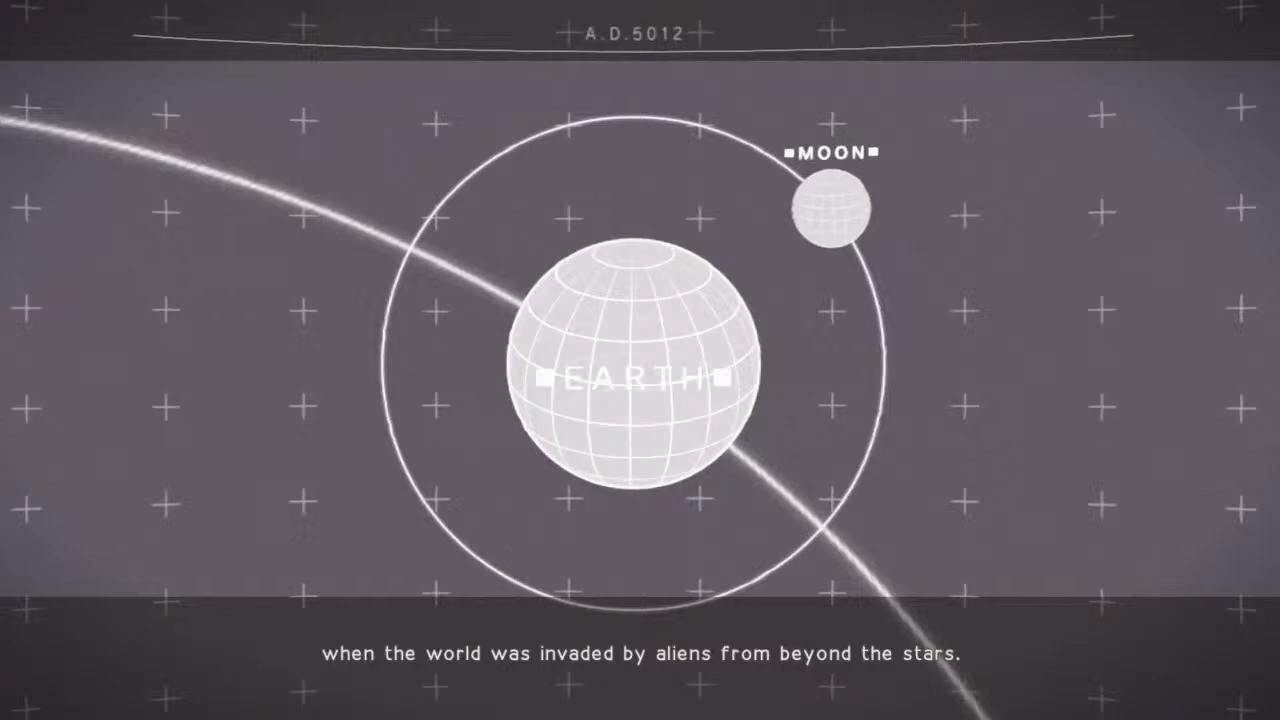 A.D.5012
MOON
EARTH
when the world was invaded by aliens from beyond the stars.